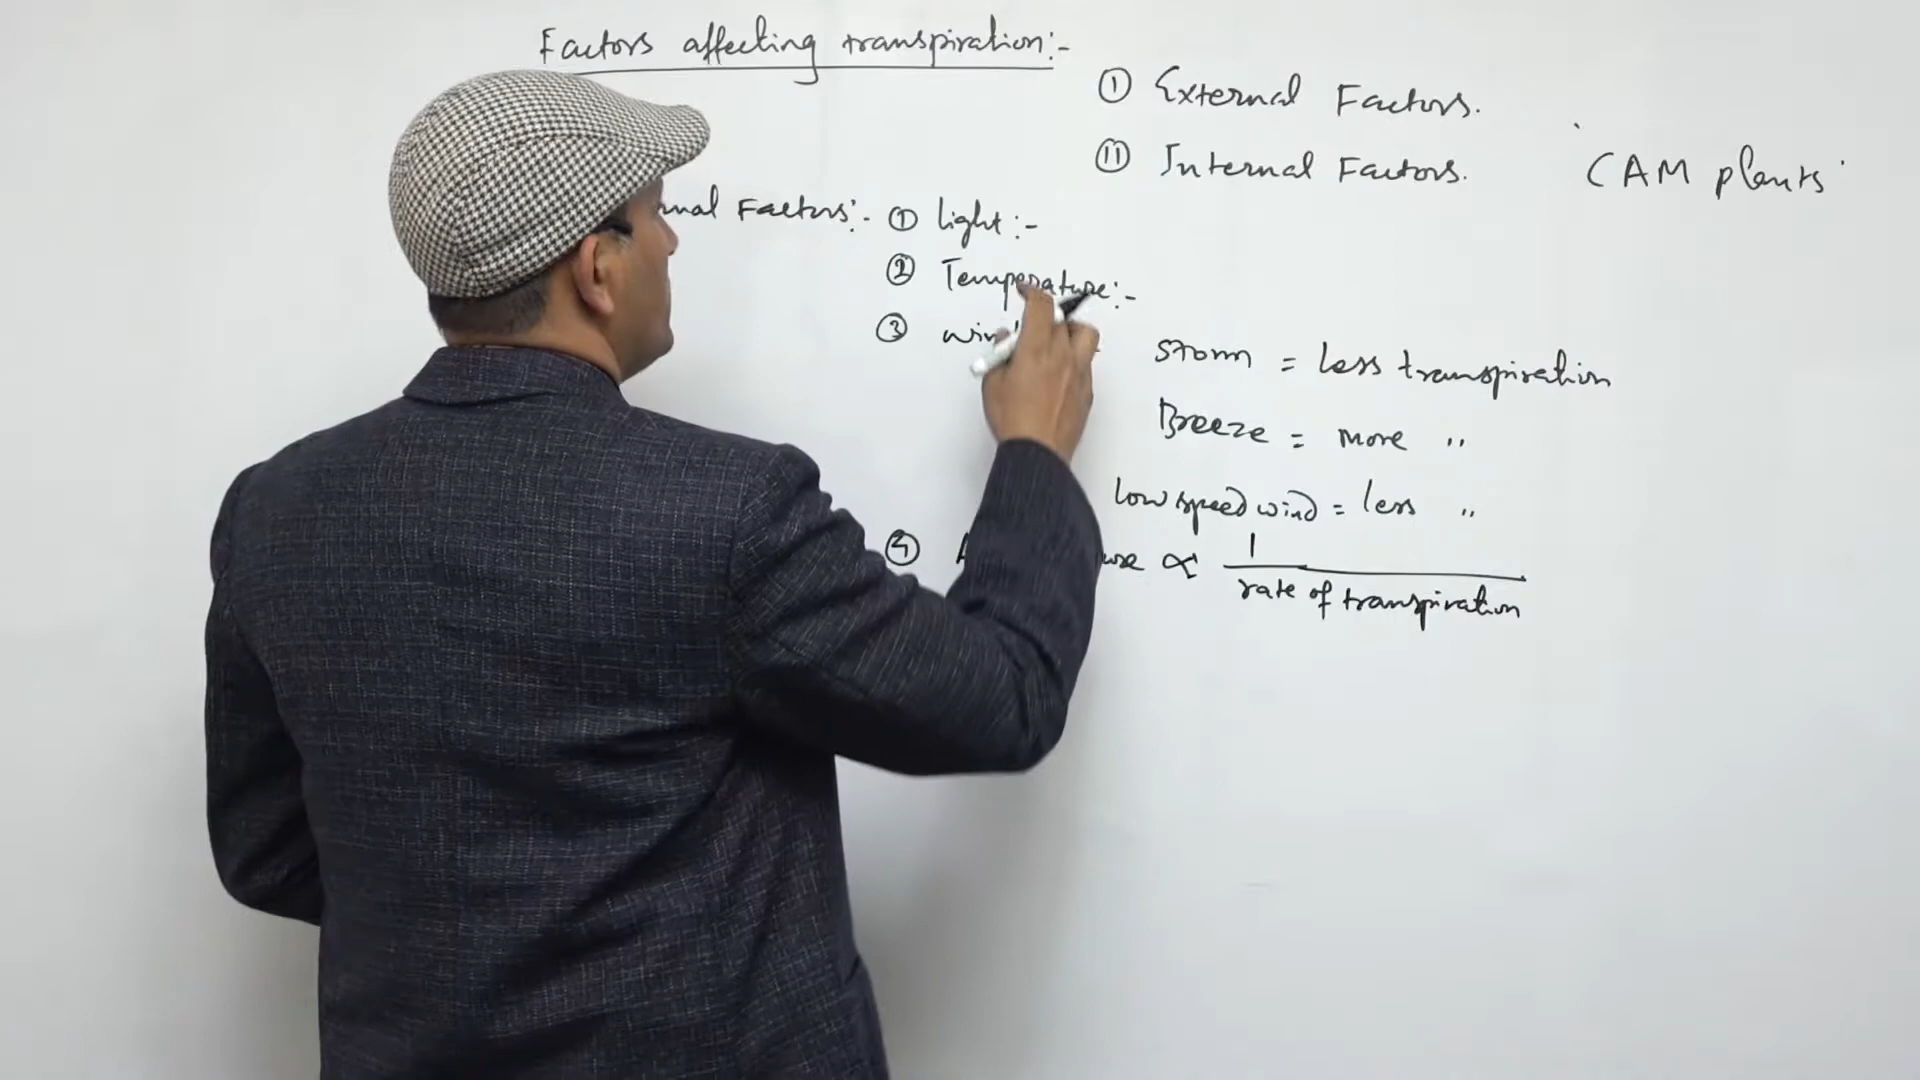 Factors affecting transpiration:-
① External Factors.
⑪ Internal Factors.
CAM plants
Factors:- ① light:-
② Temperature:-
③
Storm = less transpiration
Breeze = more "
low speed wind = less "
④ ∝ 1
rate of transpiration